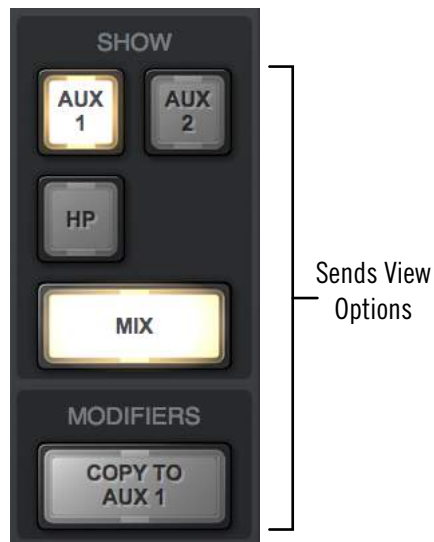 SHOW
AUX
1
AUX
2
HP
MIX
Sends View
Options
MODIFIERS
COPY TO
AUX 1